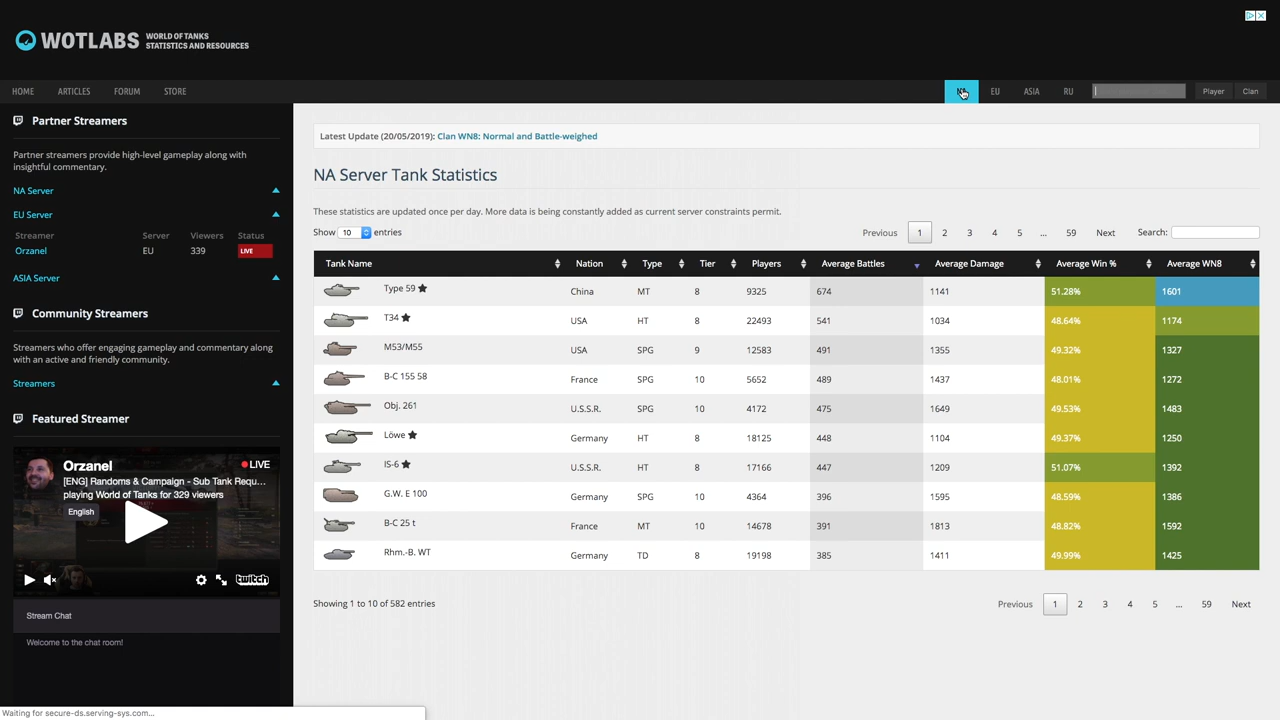 WOTLABS
WORLD OF TANKS
STATISTICS AND RESOURCES
HOME ARTICLES FORUM STORE
EU ASIA RU Player Clan
Partner Streamers
Partner streamers provide high-level gameplay along with
insightful commentary.
NA Server
EU Server
Streamer Server Viewers Status
Orzanel EU 339 LIVE
ASIA Server
Community Streamers
Streamers who offer engaging gameplay and commentary along
with an active and friendly community.
Streamers
Featured Streamer
Orzanel
LIVE
[ENG] Randoms & Campaign - Sub Tank Requ...
playing World of Tanks for 329 viewers
English
twitch
Stream Chat
Welcome to the chat room!
Waiting for secure-ds.serving-sys.com...
Latest Update (20/05/2019): Clan WN8: Normal and Battle-weighed
NA Server Tank Statistics
These statistics are updated once per day. More data is being constantly added as current server constraints permit.
Show 10 entries
Previous 1 2 3 4 5 ... 59 Next Search:
Tank Name Nation Type Tier Players Average Battles Average Damage Average Win % Average WN8
Type 59 ★ China MT 8 9325 674 1141 51.28% 1601
T34 ★ USA HT 8 22493 541 1034 48.64% 1174
M53/M55 USA SPG 9 12583 491 1355 49.32% 1327
B-C 155 58 France SPG 10 5652 489 1437 48.01% 1272
Obj. 261 U.S.S.R. SPG 10 4172 475 1649 49.53% 1483
Löwe ★ Germany HT 8 18125 448 1104 49.37% 1250
IS-6 ★ U.S.S.R. HT 8 17166 447 1209 51.07% 1392
G.W. E 100 Germany SPG 10 4364 396 1595 48.59% 1386
B-C 25 t France MT 10 14678 391 1813 48.82% 1592
Rhm.-B. WT Germany TD 8 19198 385 1411 49.99% 1425
Showing 1 to 10 of 582 entries
Previous 1 2 3 4 5 ... 59 Next